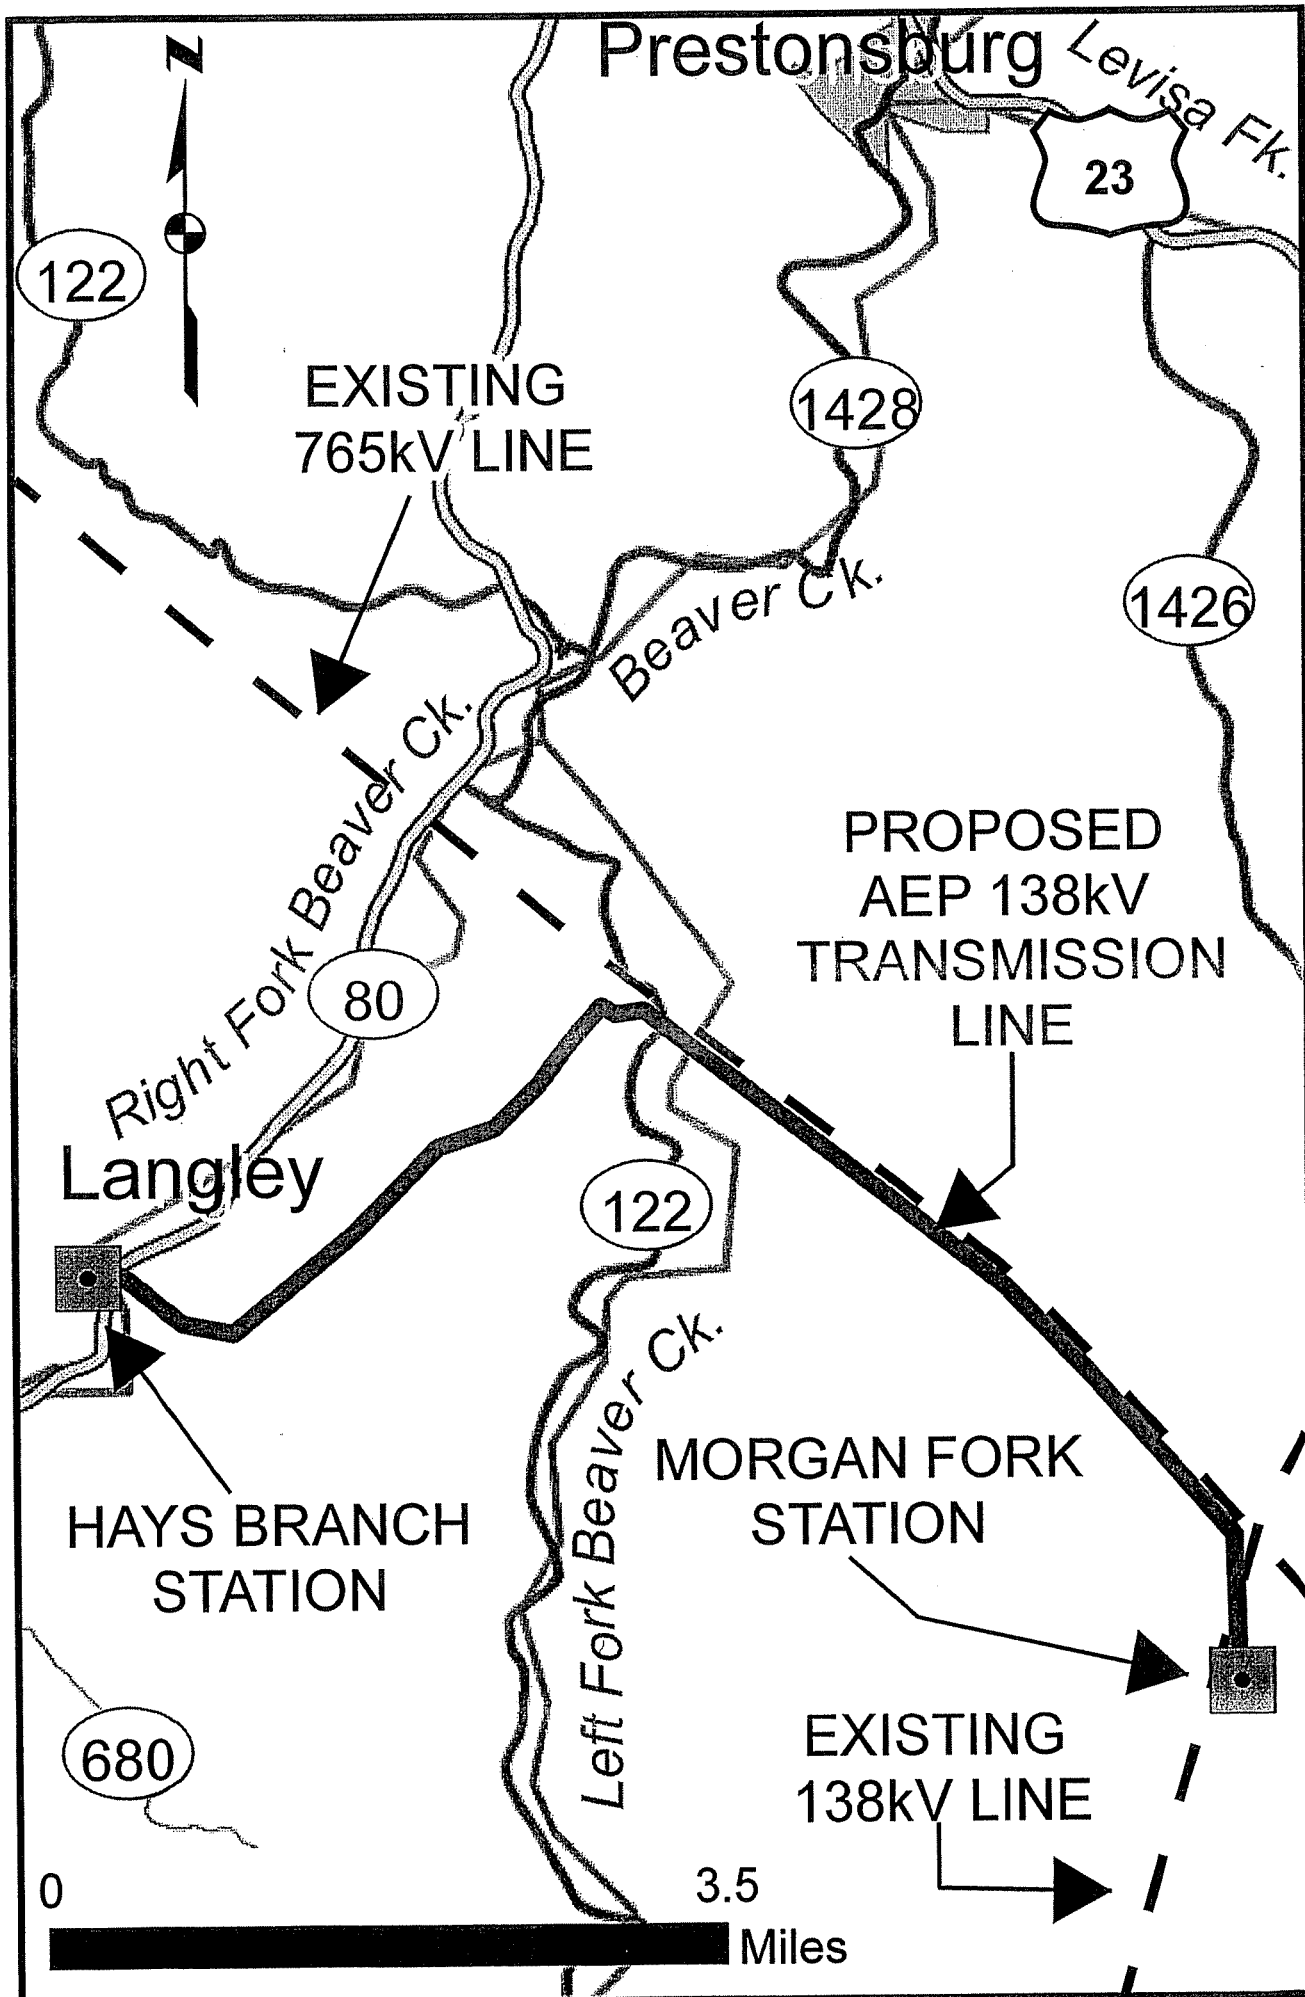 Prestonsburg
Levisa Fk.
N
23
122
EXISTING
765kV LINE
1428
1426
Beaver Ck.
Right Fork Beaver Ck.
PROPOSED
AEP 138kV
TRANSMISSION
LINE
80
Langley
122
Left Fork Beaver Ck.
HAYS BRANCH
STATION
MORGAN FORK
STATION
680
EXISTING
138kV LINE
0
3.5
Miles